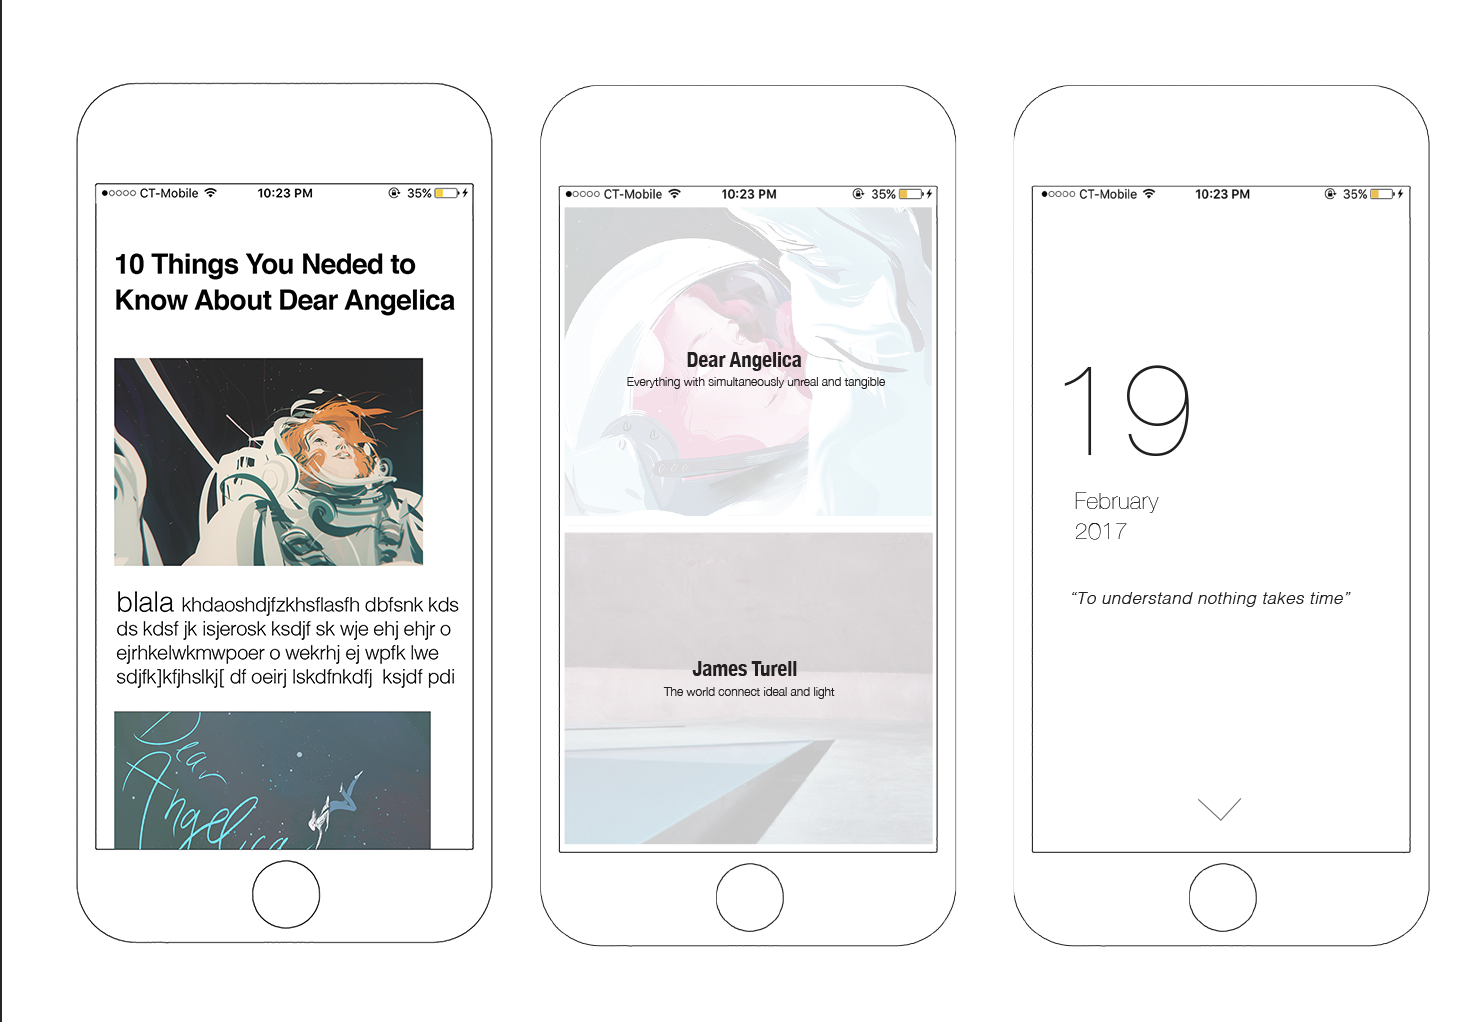 CT-Mobile 10:23 PM 35%
10 Things You Neded to
Know About Dear Angelica
blala khdaoshdjfzkhsflasfh dbfsnk kds
ds kdsf jk isjerosk ksdjf sk wje ehj ehjr o
ejrhkelwkmwpoer o wekrhj ej wpfk lwe
sdjfk]kfjhslkj[ df oeirj lskdfnkdfj ksjdf pdi
Dear
Angelica
CT-Mobile 10:23 PM 35%
Dear Angelica
Everything with simultaneously unreal and tangible
James Turell
The world connect ideal and light
CT-Mobile 10:23 PM 35%
19
February
2017
“To understand nothing takes time”